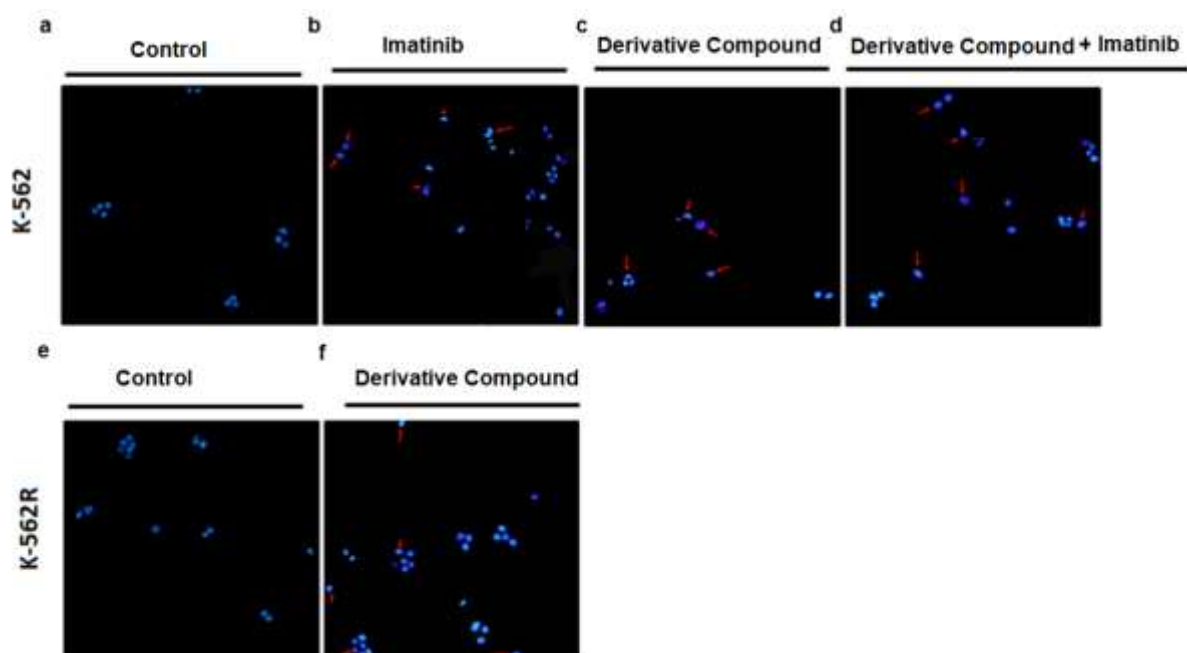 a b c d
Control Imatinib Derivative Compound Derivative Compound + Imatinib
K-562
e f
Control Derivative Compound
K-562R